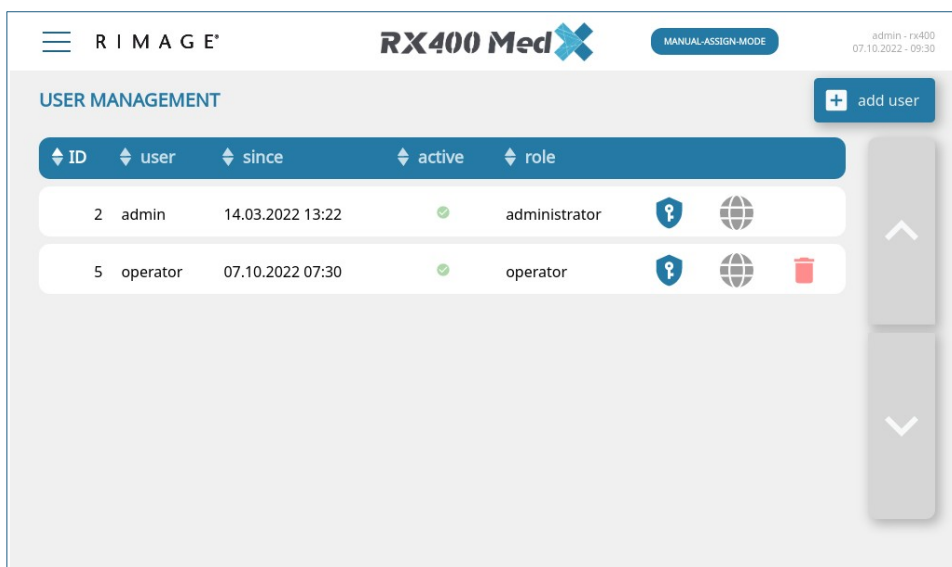 RIMAGE®
RX400 Med
MANUAL-ASSIGN-MODE
admin - rx400
07.10.2022 - 09:30
USER MANAGEMENT
add user
ID user since active role
2 admin 14.03.2022 13:22 administrator
5 operator 07.10.2022 07:30 operator